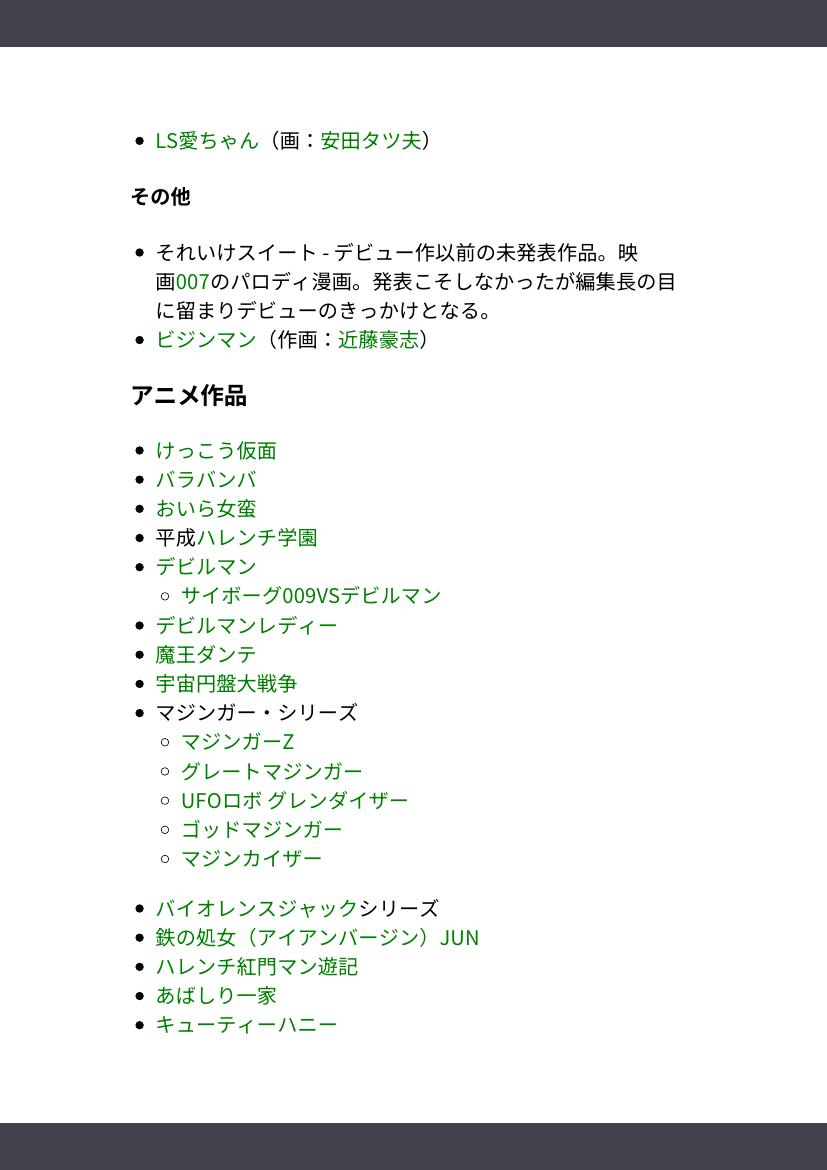 LS愛ちゃん（画：安田タツ夫）
その他
それいけスイート - デビュー作以前の未発表作品。映
画007のパロディ漫画。発表こそしなかったが編集長の目
に留まりデビューのきっかけとなる。
ビジンマン（作画：近藤豪志）
アニメ作品
けっこう仮面
バラバンバ
おいら女蛮
平成ハレンチ学園
デビルマン
サイボーグ009VSデビルマン
デビルマンレディー
魔王ダンテ
宇宙円盤大戦争
マジンガー・シリーズ
マジンガーZ
グレートマジンガー
UFOロボ グレンダイザー
ゴッドマジンガー
マジンカイザー
バイオレンスジャックシリーズ
鉄の処女（アイアンバージン）JUN
ハレンチ紅門マン遊記
あばしり一家
キューティーハニー